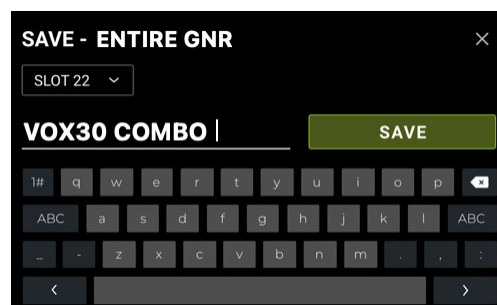 SAVE - ENTIRE GNR ×
SLOT 22
VOX30 COMBO
SAVE
1# q w e r t y u i o p
ABC a s d f g h j k l ABC
_ - z x c v b n m . , :